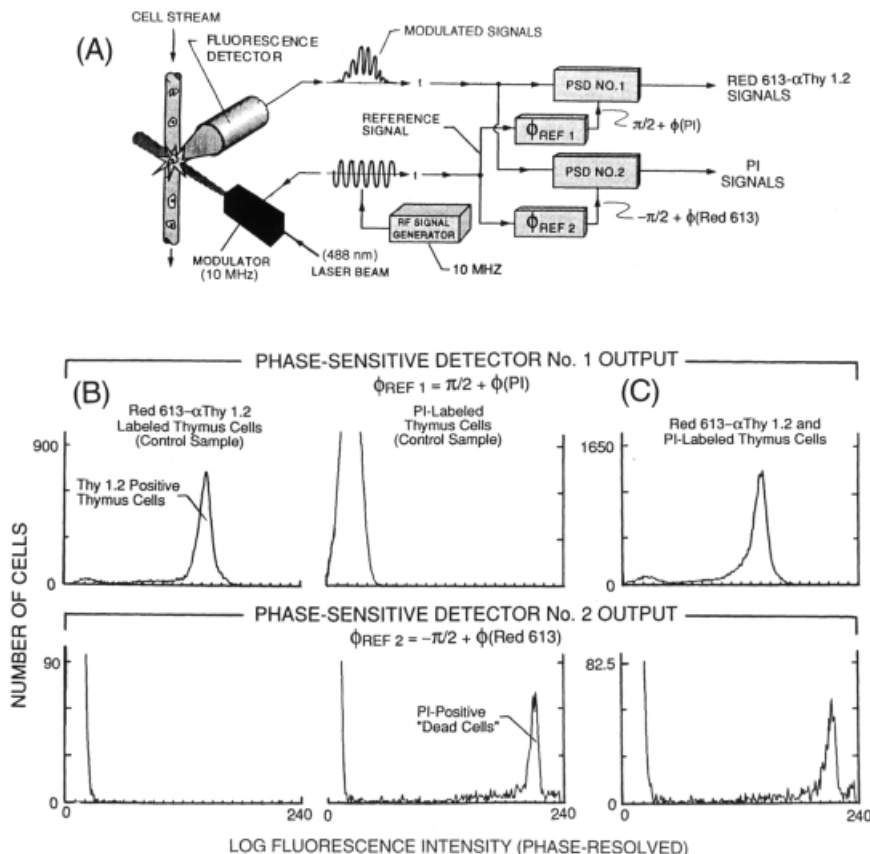 (A)
CELL STREAM
FLUORESCENCE
DETECTOR
MODULATED SIGNALS
t
PSD NO.1
RED 613-αThy 1.2
SIGNALS
REFERENCE
SIGNAL
ϕREF 1
π/2 + ϕ(PI)
t
PSD NO.2
PI
SIGNALS
ϕREF 2
−π/2 + ϕ(Red 613)
RF SIGNAL
GENERATOR
MODULATOR
(10 MHz)
(488 nm)
LASER BEAM
10 MHZ
PHASE-SENSITIVE DETECTOR No. 1 OUTPUT
ϕREF 1 = π/2 + ϕ(PI)
(B)
Red 613–αThy 1.2
Labeled Thymus Cells
(Control Sample)
PI-Labeled
Thymus Cells
(Control Sample)
(C)
Red 613-αThy 1.2 and
PI-Labeled Thymus Cells
900
1650
Thy 1.2 Positive
Thymus Cells
0
0
NUMBER OF CELLS
PHASE-SENSITIVE DETECTOR No. 2 OUTPUT
ϕREF 2 = −π/2 + ϕ(Red 613)
90
82.5
PI-Positive
"Dead Cells"
0
0
0 240
0 240
0 240
LOG FLUORESCENCE INTENSITY (PHASE-RESOLVED)